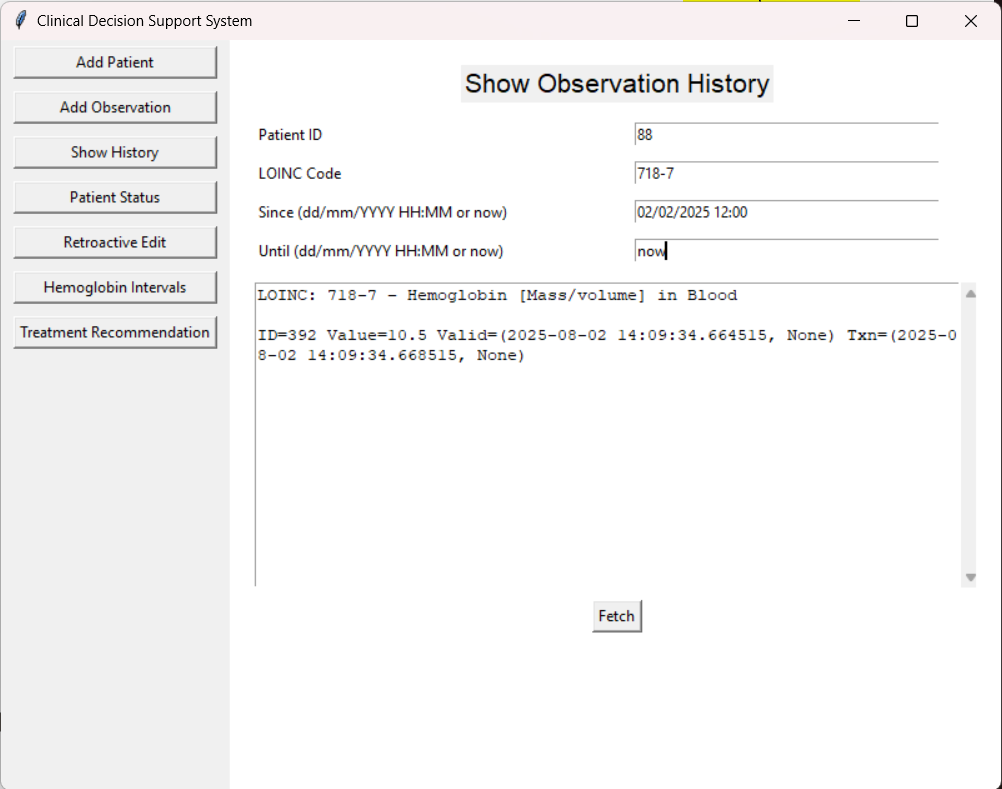 Clinical Decision Support System
Add Patient
Add Observation
Show History
Patient Status
Retroactive Edit
Hemoglobin Intervals
Treatment Recommendation
Show Observation History
Patient ID 88
LOINC Code 718-7
Since (dd/mm/YYYY HH:MM or now) 02/02/2025 12:00
Until (dd/mm/YYYY HH:MM or now) now
LOINC: 718-7 – Hemoglobin [Mass/volume] in Blood
ID=392 Value=10.5 Valid=(2025-08-02 14:09:34.664515, None) Txn=(2025-0
8-02 14:09:34.668515, None)
Fetch